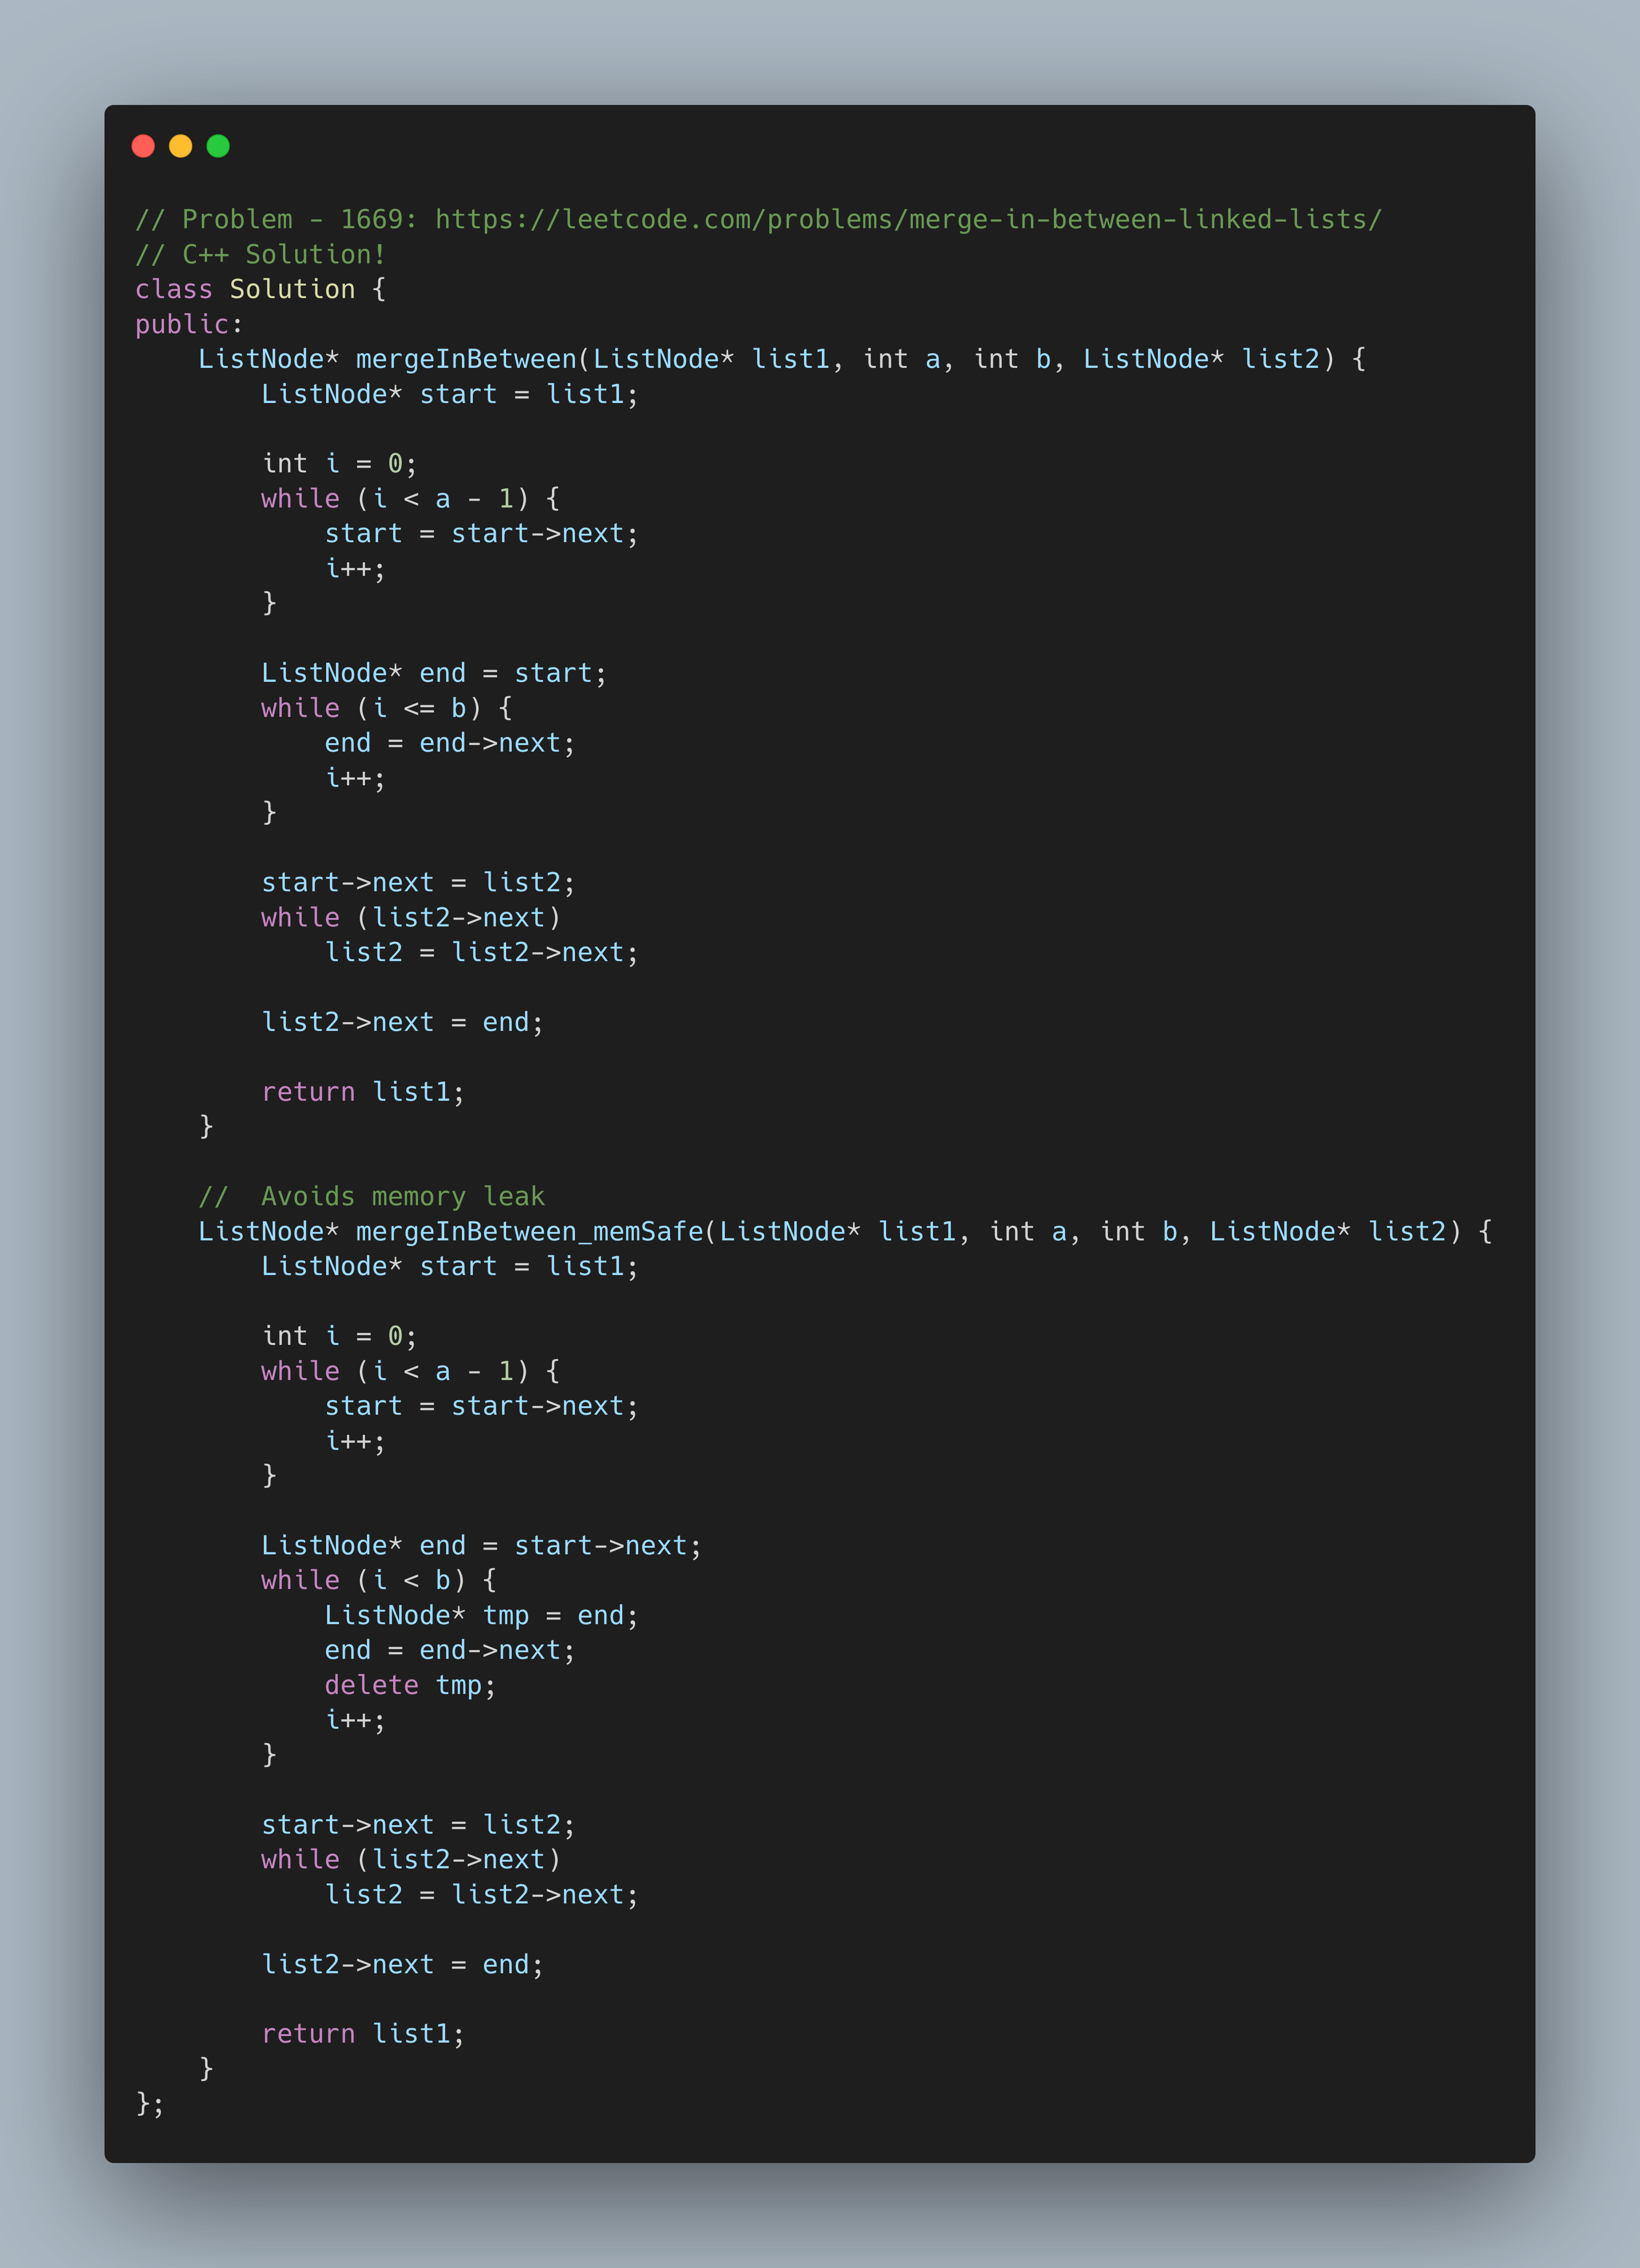 // Problem - 1669: https://leetcode.com/problems/merge-in-between-linked-lists/
// C++ Solution!
class Solution {
public:
    ListNode* mergeInBetween(ListNode* list1, int a, int b, ListNode* list2) {
        ListNode* start = list1;

        int i = 0;
        while (i < a - 1) {
            start = start->next;
            i++;
        }

        ListNode* end = start;
        while (i <= b) {
            end = end->next;
            i++;
        }

        start->next = list2;
        while (list2->next)
            list2 = list2->next;

        list2->next = end;

        return list1;
    }

    //  Avoids memory leak
    ListNode* mergeInBetween_memSafe(ListNode* list1, int a, int b, ListNode* list2) {
        ListNode* start = list1;

        int i = 0;
        while (i < a - 1) {
            start = start->next;
            i++;
        }

        ListNode* end = start->next;
        while (i < b) {
            ListNode* tmp = end;
            end = end->next;
            delete tmp;
            i++;
        }

        start->next = list2;
        while (list2->next)
            list2 = list2->next;

        list2->next = end;

        return list1;
    }
};